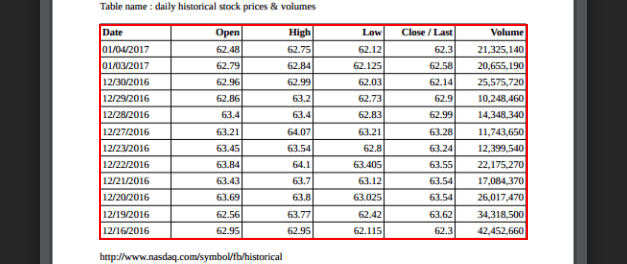 Table name : daily historical stock prices & volumes
Date Open High Low Close / Last Volume
01/04/2017 62.48 62.75 62.12 62.3 21,325,140
01/03/2017 62.79 62.84 62.125 62.58 20,655,190
12/30/2016 62.96 62.99 62.03 62.14 25,575,720
12/29/2016 62.86 63.2 62.73 62.9 10,248,460
12/28/2016 63.4 63.4 62.83 62.99 14,348,340
12/27/2016 63.21 64.07 63.21 63.28 11,743,650
12/23/2016 63.45 63.54 62.8 63.24 12,399,540
12/22/2016 63.84 64.1 63.405 63.55 22,175,270
12/21/2016 63.43 63.7 63.12 63.54 17,084,370
12/20/2016 63.69 63.8 63.025 63.54 26,017,470
12/19/2016 62.56 63.77 62.42 63.62 34,318,500
12/16/2016 62.95 62.95 62.115 62.3 42,452,660
http://www.nasdaq.com/symbol/fb/historical